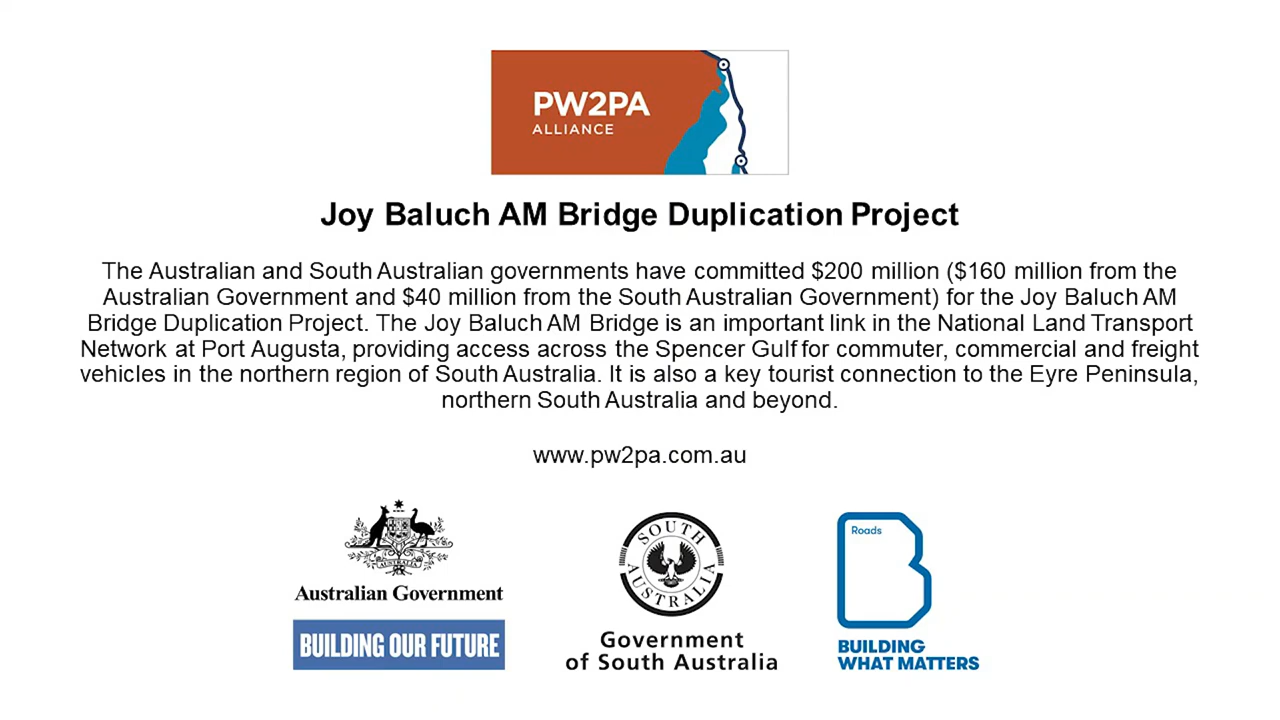 PW2PA
ALLIANCE
Joy Baluch AM Bridge Duplication Project
The Australian and South Australian governments have committed $200 million ($160 million from the
Australian Government and $40 million from the South Australian Government) for the Joy Baluch AM
Bridge Duplication Project. The Joy Baluch AM Bridge is an important link in the National Land Transport
Network at Port Augusta, providing access across the Spencer Gulf for commuter, commercial and freight
vehicles in the northern region of South Australia. It is also a key tourist connection to the Eyre Peninsula,
northern South Australia and beyond.
www.pw2pa.com.au
AUSTRALIA
Australian Government
BUILDING OUR FUTURE
SOUTH
AUSTRALIA
Government
of South Australia
Roads
BUILDING
WHAT MATTERS